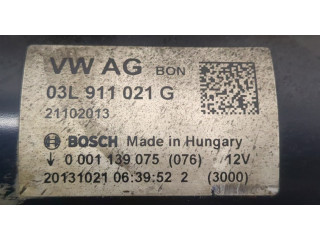 VW AG BON
03L 911 021 G
21102013
BOSCH Made in Hungary
↓ 0 001 139 075 (076) 12V
20131021 06:39:52 2 (3000)